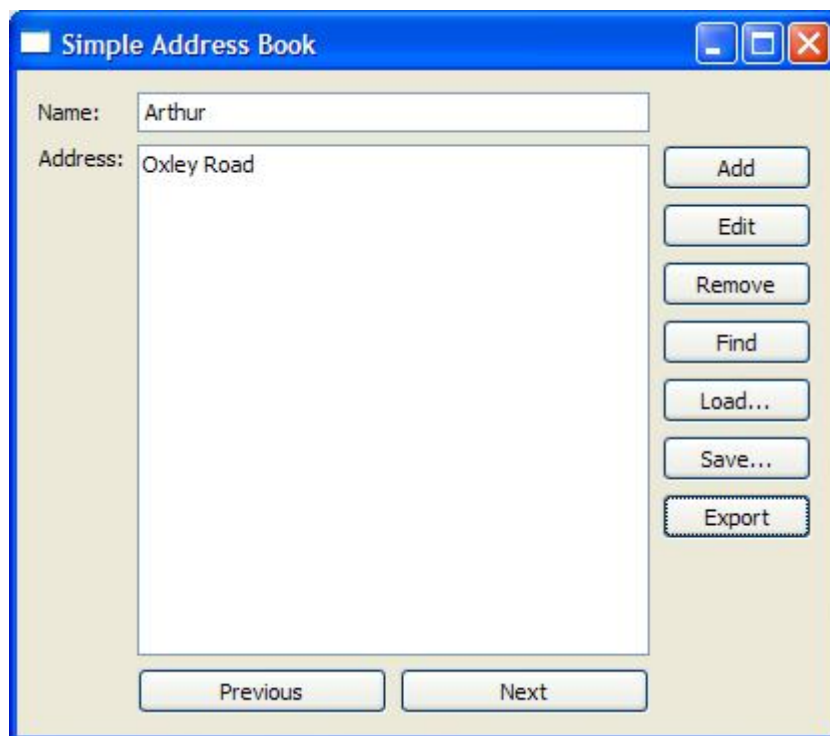 Simple Address Book
Name: Arthur
Address: Oxley Road
Add
Edit
Remove
Find
Load...
Save...
Export
Previous Next